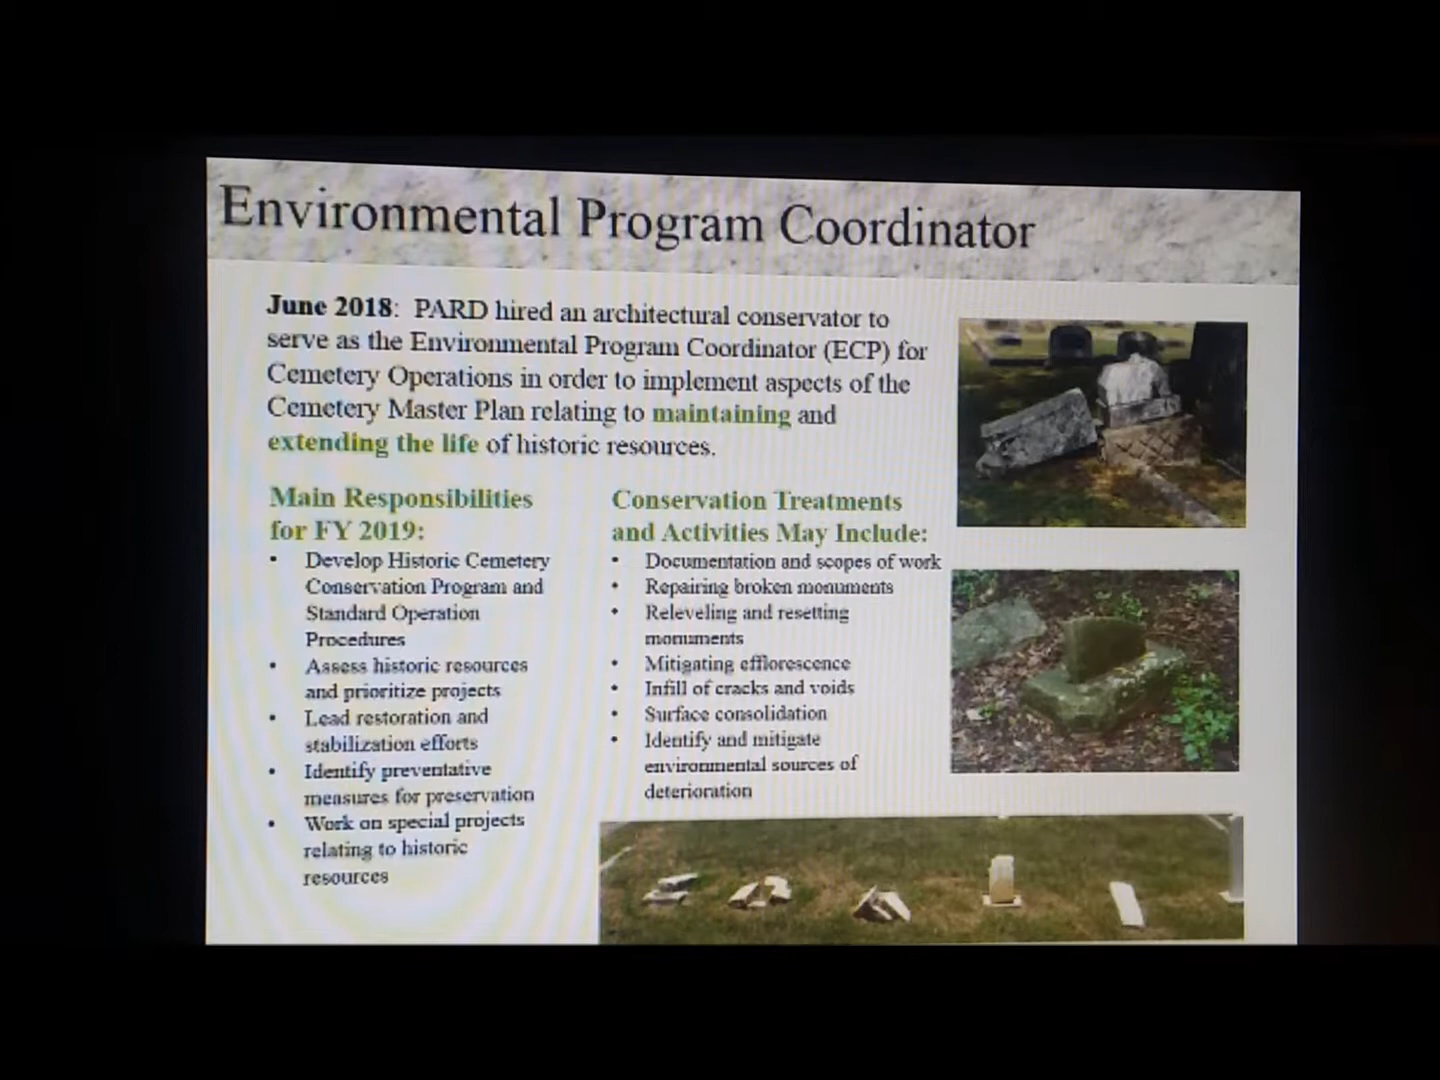 Environmental Program Coordinator
June 2018: PARD hired an architectural conservator to
serve as the Environmental Program Coordinator (ECP) for
Cemetery Operations in order to implement aspects of the
Cemetery Master Plan relating to maintaining and
extending the life of historic resources.
Main Responsibilities
for FY 2019:
• Develop Historic Cemetery
Conservation Program and
Standard Operation
Procedures
• Assess historic resources
and prioritize projects
• Lead restoration and
stabilization efforts
• Identify preventative
measures for preservation
• Work on special projects
relating to historic
resources
Conservation Treatments
and Activities May Include:
• Documentation and scopes of work
• Repairing broken monuments
• Releveling and resetting
monuments
• Mitigating efflorescence
• Infill of cracks and voids
• Surface consolidation
• Identify and mitigate
environmental sources of
deterioration